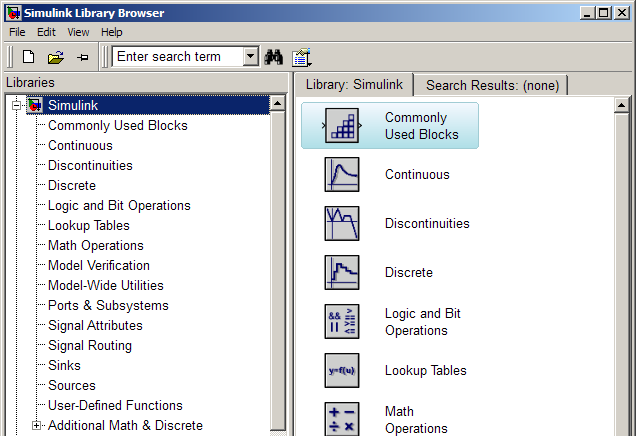 Simulink Library Browser
File Edit View Help
Enter search term
Libraries
Library: Simulink
Search Results: (none)
Simulink
Commonly Used Blocks
Continuous
Discontinuities
Discrete
Logic and Bit Operations
Lookup Tables
Math Operations
Model Verification
Model-Wide Utilities
Ports & Subsystems
Signal Attributes
Signal Routing
Sinks
Sources
User-Defined Functions
Additional Math & Discrete
Commonly
Used Blocks
Continuous
Discontinuities
Discrete
&& >=
|| <=
Logic and Bit
Operations
y=f(u)
Lookup Tables
+ −
÷ ×
Math
Operations